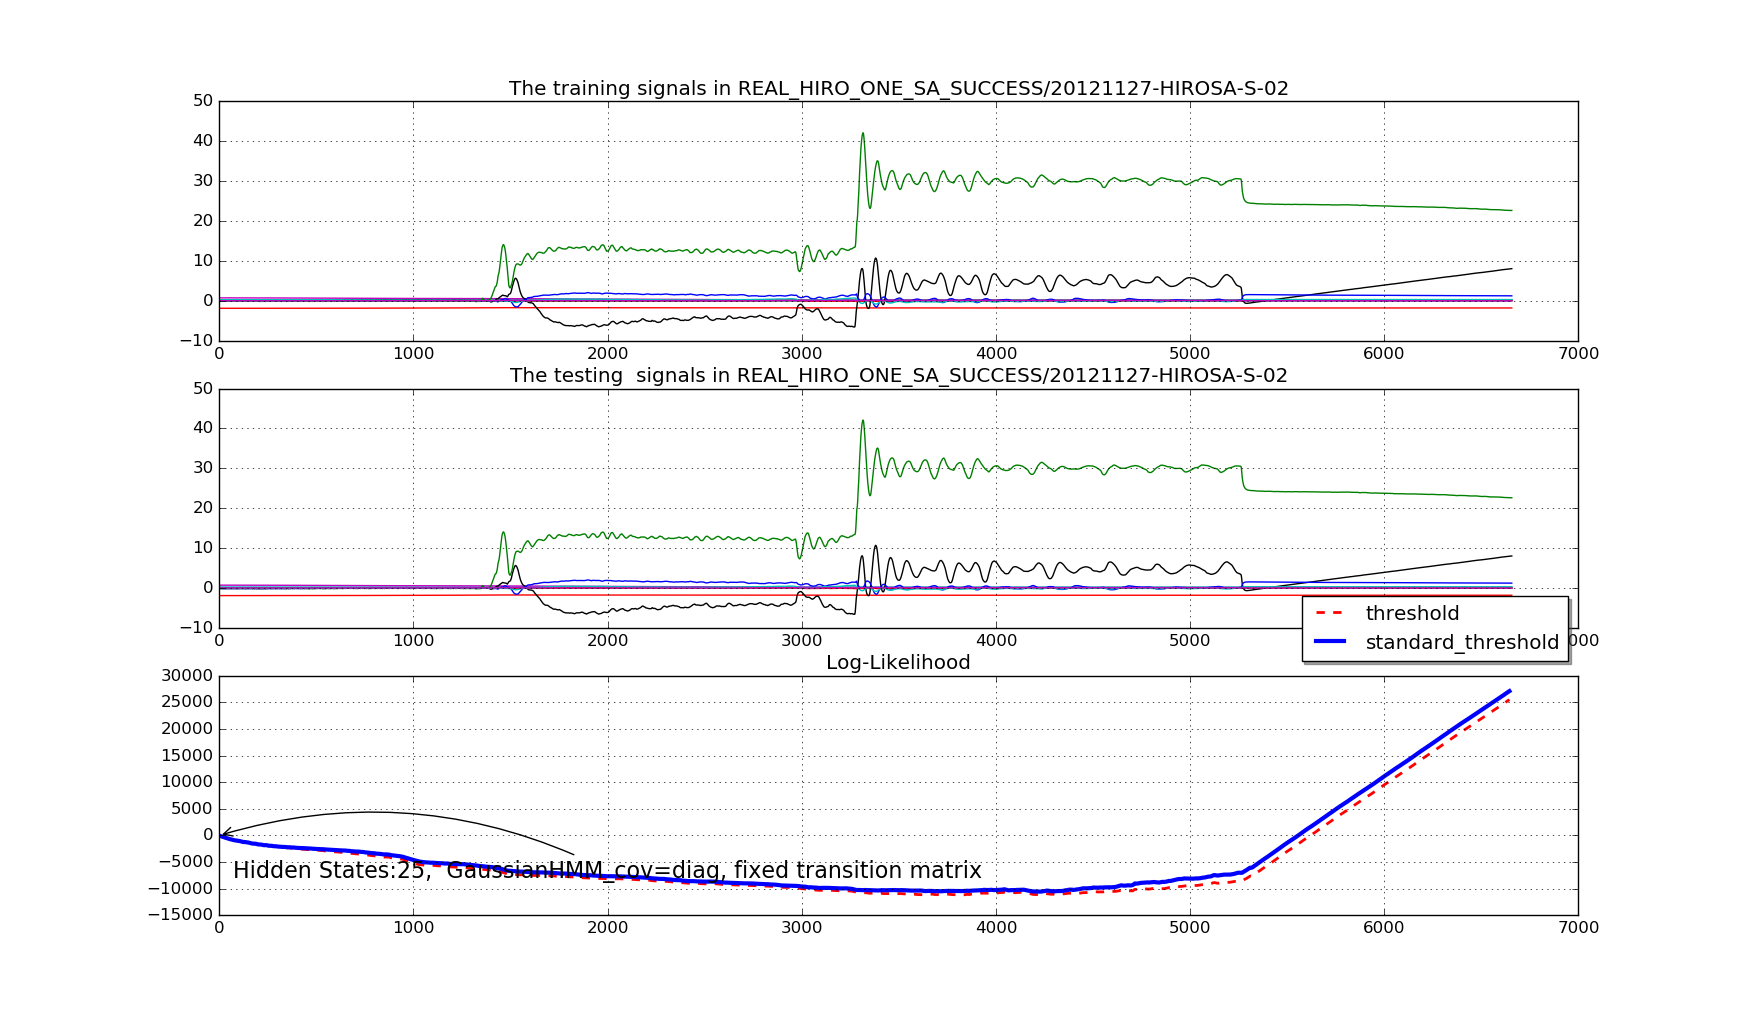 The training signals in REAL_HIRO_ONE_SA_SUCCESS/20121127-HIROSA-S-02
50
40
30
20
10
0
−10
0 1000 2000 3000 4000 5000 6000 7000
The testing  signals in REAL_HIRO_ONE_SA_SUCCESS/20121127-HIROSA-S-02
50
40
30
20
10
0
−10
0 1000 2000 3000 4000 5000 000
threshold
standard_threshold
Log-Likelihood
30000
25000
20000
15000
10000
5000
0
−5000
−10000
−15000
Hidden States:25,  GaussianHMM_cov=diag, fixed transition matrix
0 1000 2000 3000 4000 5000 6000 7000